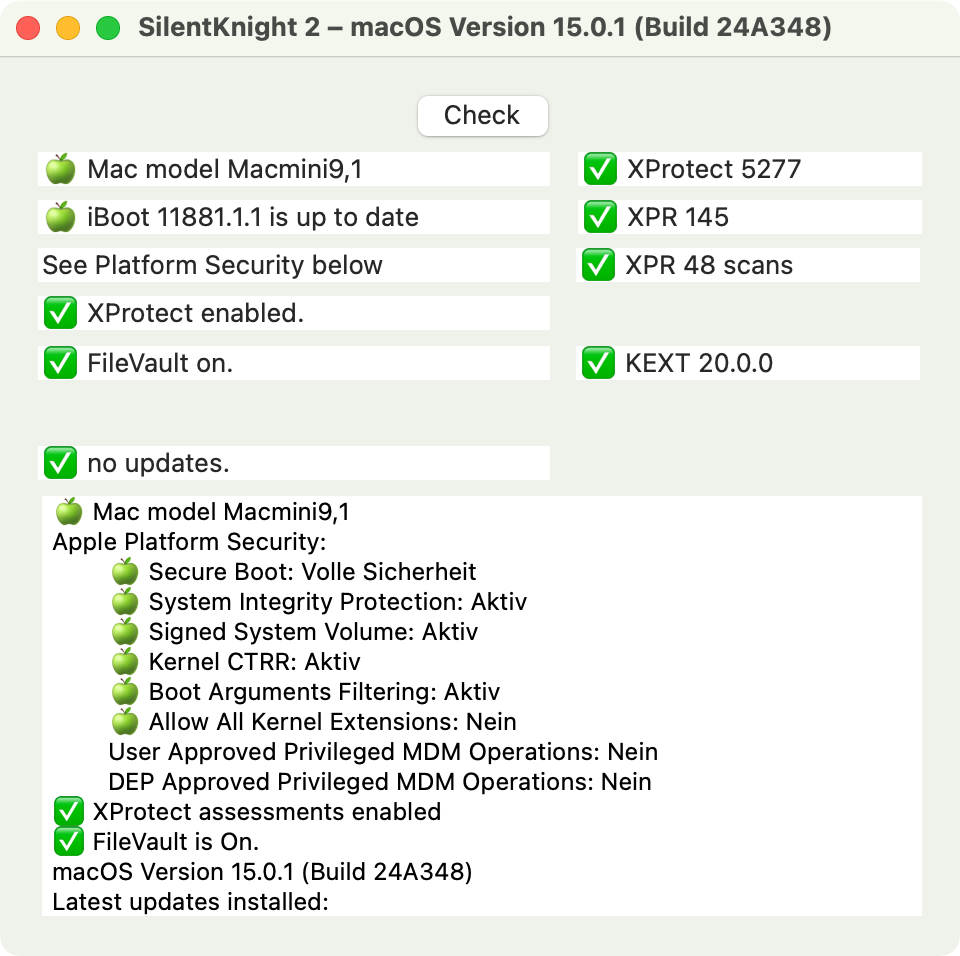 SilentKnight 2 – macOS Version 15.0.1 (Build 24A348)
Check
Mac model Macmini9,1
XProtect 5277
iBoot 11881.1.1 is up to date
XPR 145
See Platform Security below
XPR 48 scans
XProtect enabled.
FileVault on.
KEXT 20.0.0
no updates.
Mac model Macmini9,1
Apple Platform Security:
Secure Boot: Volle Sicherheit
System Integrity Protection: Aktiv
Signed System Volume: Aktiv
Kernel CTRR: Aktiv
Boot Arguments Filtering: Aktiv
Allow All Kernel Extensions: Nein
User Approved Privileged MDM Operations: Nein
DEP Approved Privileged MDM Operations: Nein
XProtect assessments enabled
FileVault is On.
macOS Version 15.0.1 (Build 24A348)
Latest updates installed: